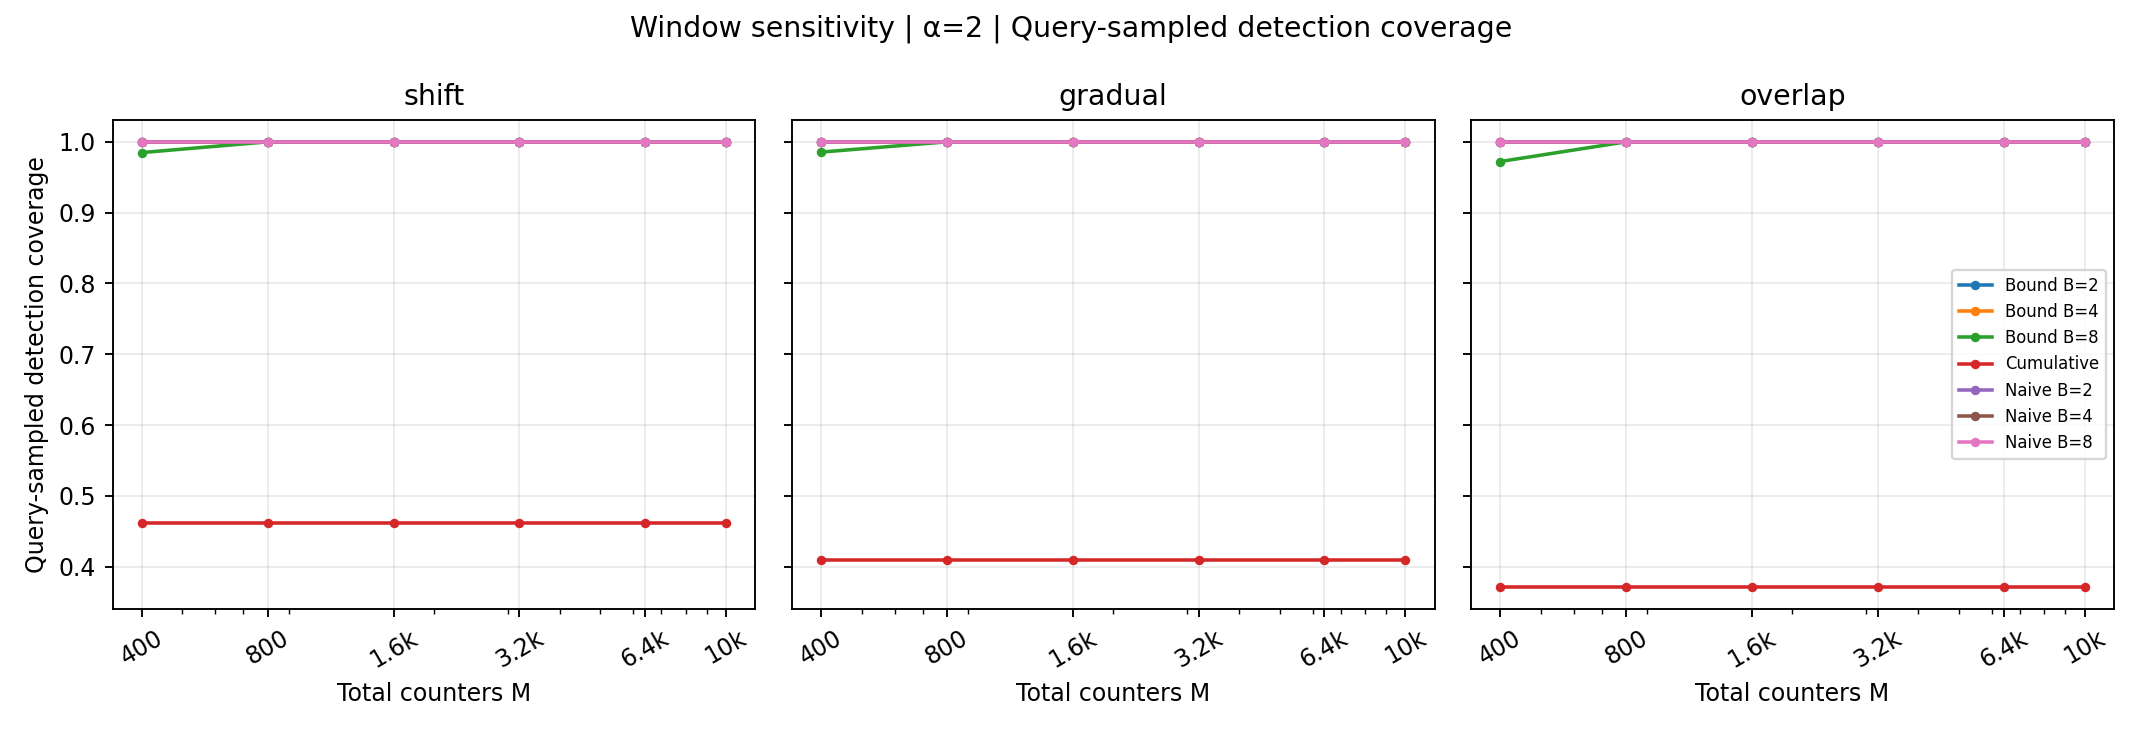 Window sensitivity | α=2 | Query-sampled detection coverage
shift
gradual
overlap
Query-sampled detection coverage
1.0
0.9
0.8
0.7
0.6
0.5
0.4
400 800 1.6k 3.2k 6.4k 10k
400 800 1.6k 3.2k 6.4k 10k
400 800 1.6k 3.2k 6.4k 10k
Total counters M
Total counters M
Total counters M
Bound B=2
Bound B=4
Bound B=8
Cumulative
Naive B=2
Naive B=4
Naive B=8